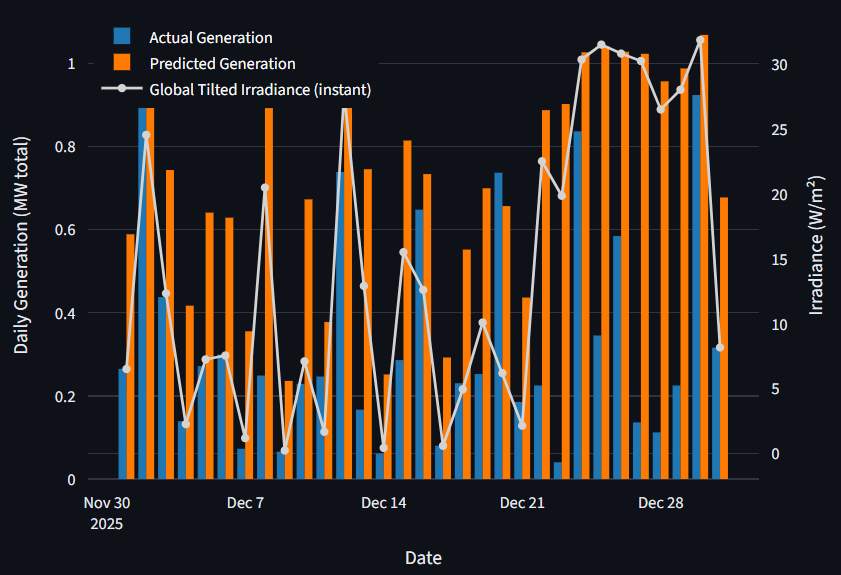 Actual Generation
Predicted Generation
Global Tilted Irradiance (instant)
Daily Generation (MW total)
1
0.8
0.6
0.4
0.2
0
30
25
20
15
10
5
0
Irradiance (W/m²)
Nov 30
2025
Dec 7
Dec 14
Dec 21
Dec 28
Date